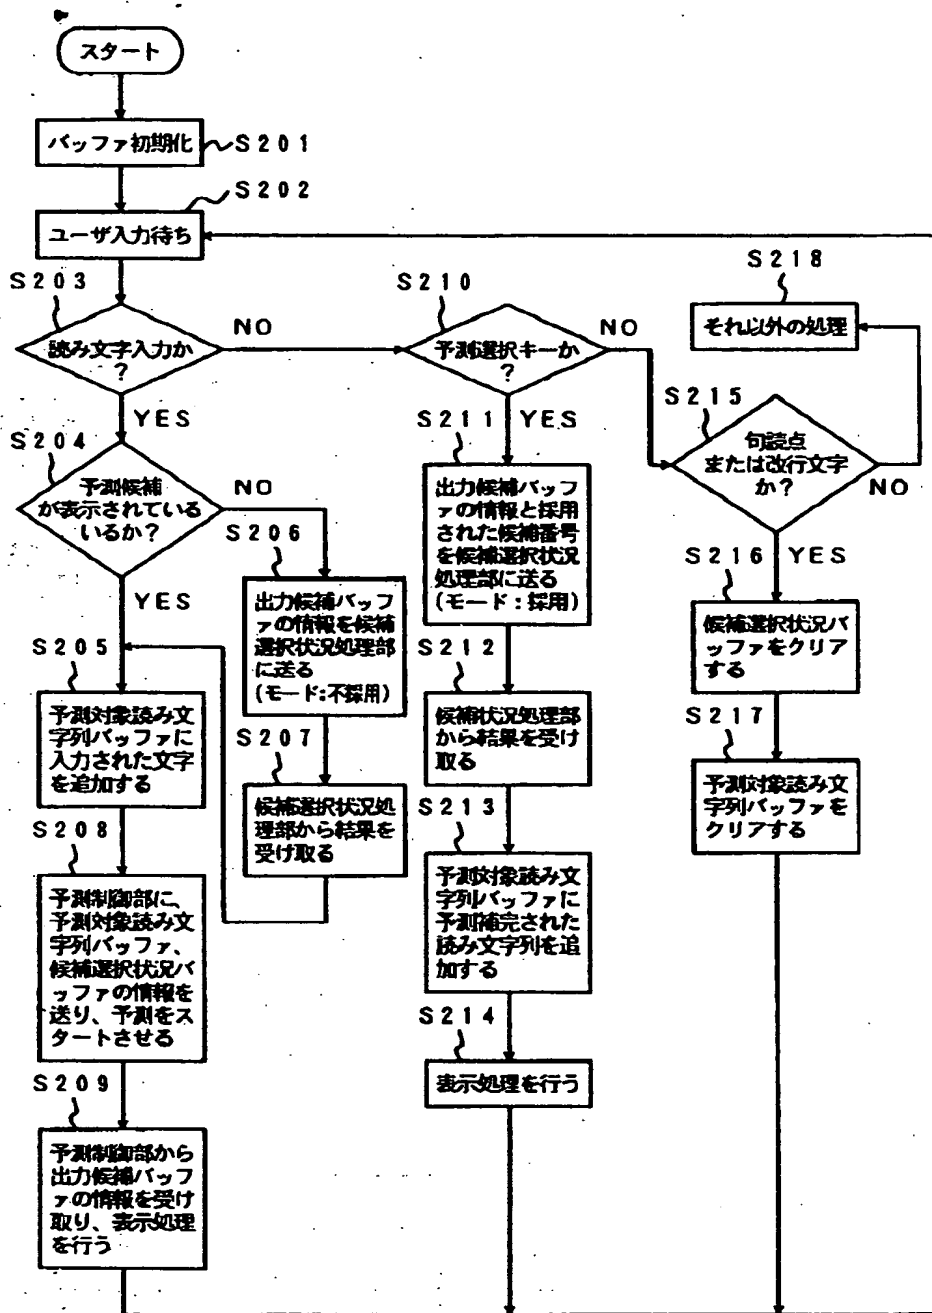 スタート
バッファ初期化
S201
S202
ユーザ入力待ち
S203
読み文字入力か
?
NO
YES
S204
予測候補
が表示されている
いるか?
NO
YES
S206
出力候補バッフ
ァの情報を候補
選択状況処理部
に送る
(モード:不採用)
S207
候補選択状況処
理部から結果を
受け取る
S205
予測対象読み文
字列バッファに
入力された文字
を追加する
S208
予測制御部に、
予測対象読み文
字列バッファ、
候補選択状況バ
ッファの情報を
送り、予測をス
タートさせる
S209
予測制御部から
出力候補バッフ
ァの情報を受け
取り、表示処理
を行う
S210
予測選択キーか
?
NO
YES
S211
出力候補バッフ
ァの情報と採用
された候補番号
を候補選択状況
処理部に送る
(モード:採用)
S212
候補状況処理部
から結果を受け
取る
S213
予測対象読み文
字列バッファに
予測補完された
読み文字列を追
加する
S214
表示処理を行う
S218
それ以外の処理
S215
句読点
または改行文字
か?
NO
YES
S216
候補選択状況バ
ッファをクリア
する
S217
予測対象読み文
字列バッファを
クリアする